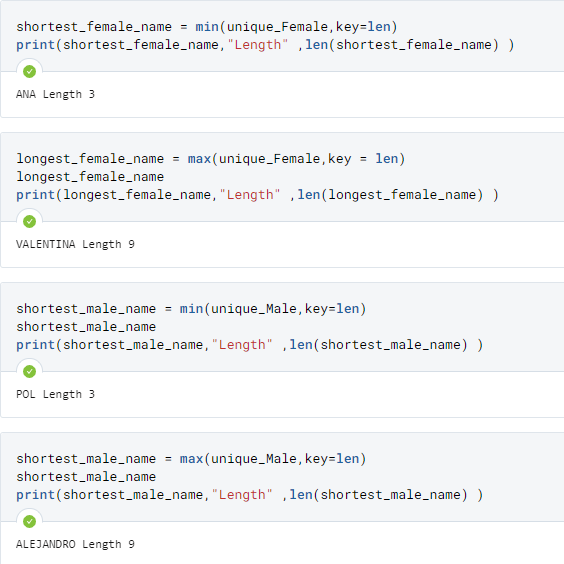 shortest_female_name = min(unique_Female,key=len)
print(shortest_female_name,"Length" ,len(shortest_female_name) )
ANA Length 3
longest_female_name = max(unique_Female,key = len)
longest_female_name
print(longest_female_name,"Length" ,len(longest_female_name) )
VALENTINA Length 9
shortest_male_name = min(unique_Male,key=len)
shortest_male_name
print(shortest_male_name,"Length" ,len(shortest_male_name) )
POL Length 3
shortest_male_name = max(unique_Male,key=len)
shortest_male_name
print(shortest_male_name,"Length" ,len(shortest_male_name) )
ALEJANDRO Length 9